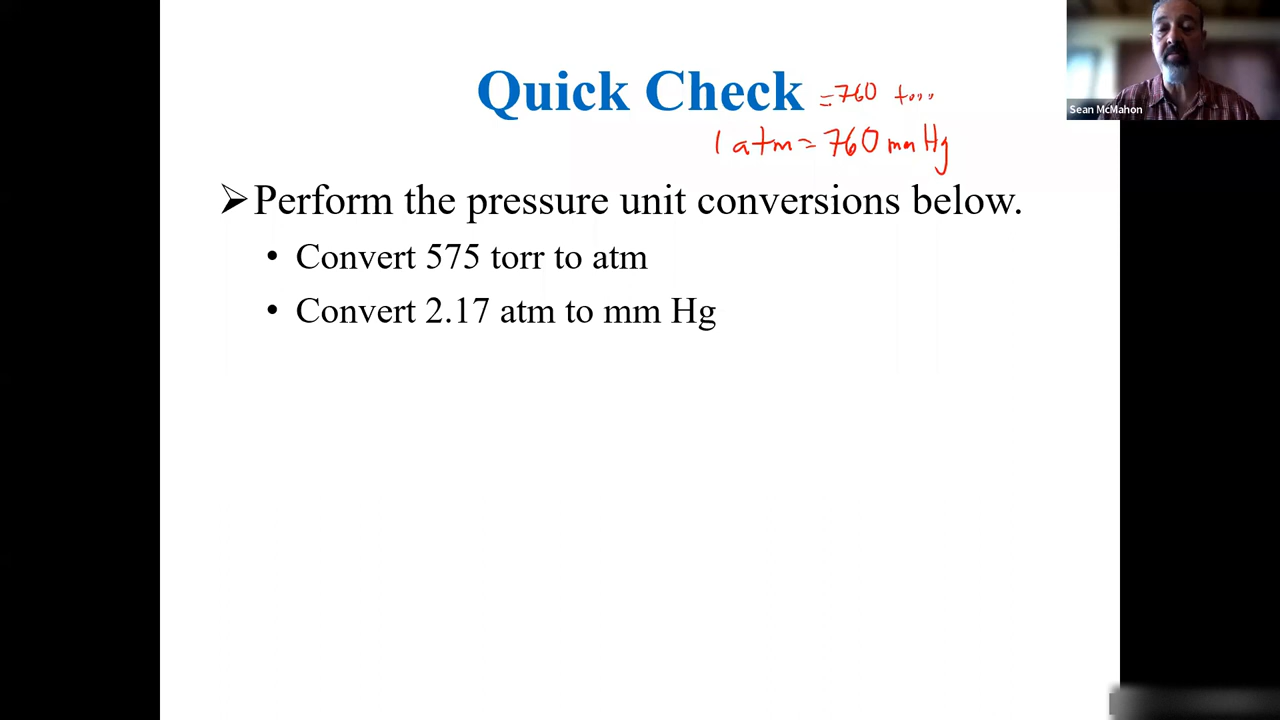 Quick Check = 760 torr
1 atm = 760 mm Hg
Sean McMahon
➢ Perform the pressure unit conversions below.
• Convert 575 torr to atm
• Convert 2.17 atm to mm Hg